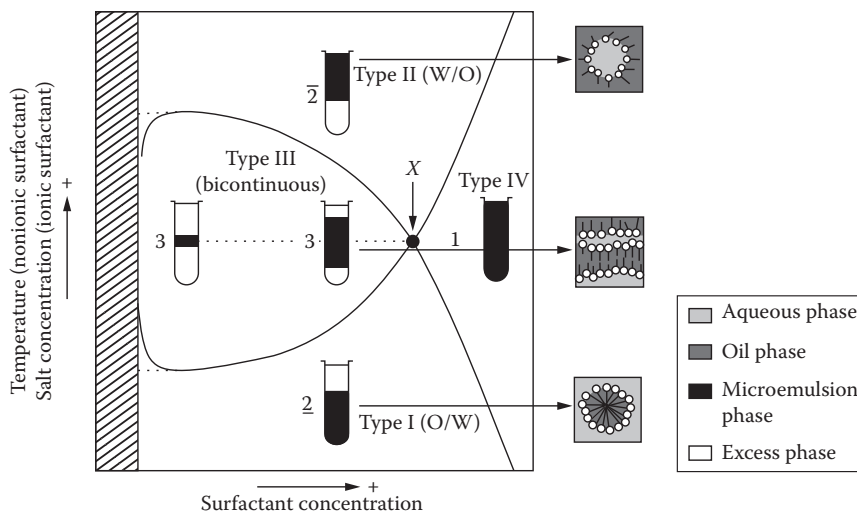 Temperature (nonionic surfactant)
Salt concentration (ionic surfactant)
+
2̅
Type II (W/O)
Type III
(bicontinuous)
X
Type IV
3
3
1
2̲
Type I (O/W)
+
Surfactant concentration
Aqueous phase
Oil phase
Microemulsion
phase
Excess phase